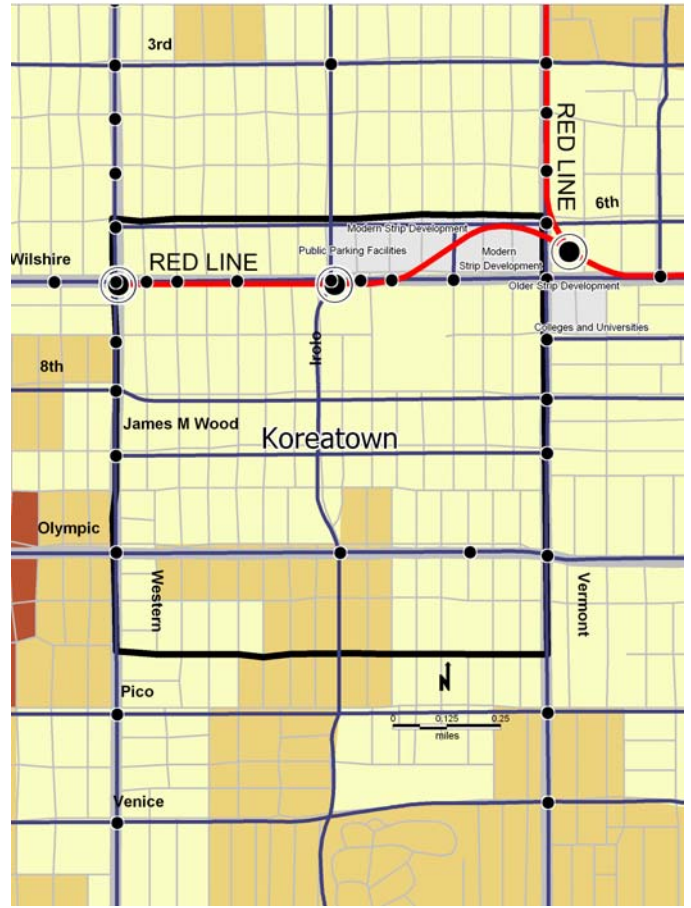 3rd
RED LINE
6th
Modern Strip Development
Public Parking Facilities
Modern
Strip Development
Wilshire
RED LINE
Older Strip Development
Colleges and Universities
Irolo
8th
James M Wood
Koreatown
Olympic
Western
Vermont
N
Pico
0 0.125 0.25
miles
Venice